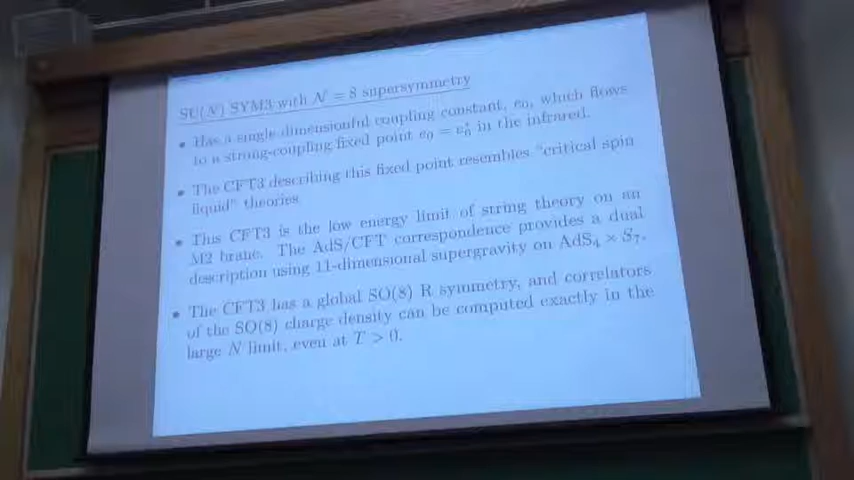 SU(N) SYM3 with 𝒩 = 8 supersymmetry
• Has a single dimensionful coupling constant, e₀, which flows
to a strong-coupling fixed point e₀ = e₀* in the infrared.
• The CFT3 describing this fixed point resembles "critical spin
liquid" theories.
• This CFT3 is the low energy limit of string theory on an
M2 brane. The AdS/CFT correspondence provides a dual
description using 11-dimensional supergravity on AdS₄ × S₇.
• The CFT3 has a global SO(8) R symmetry, and correlators
of the SO(8) charge density can be computed exactly in the
large N limit, even at T > 0.